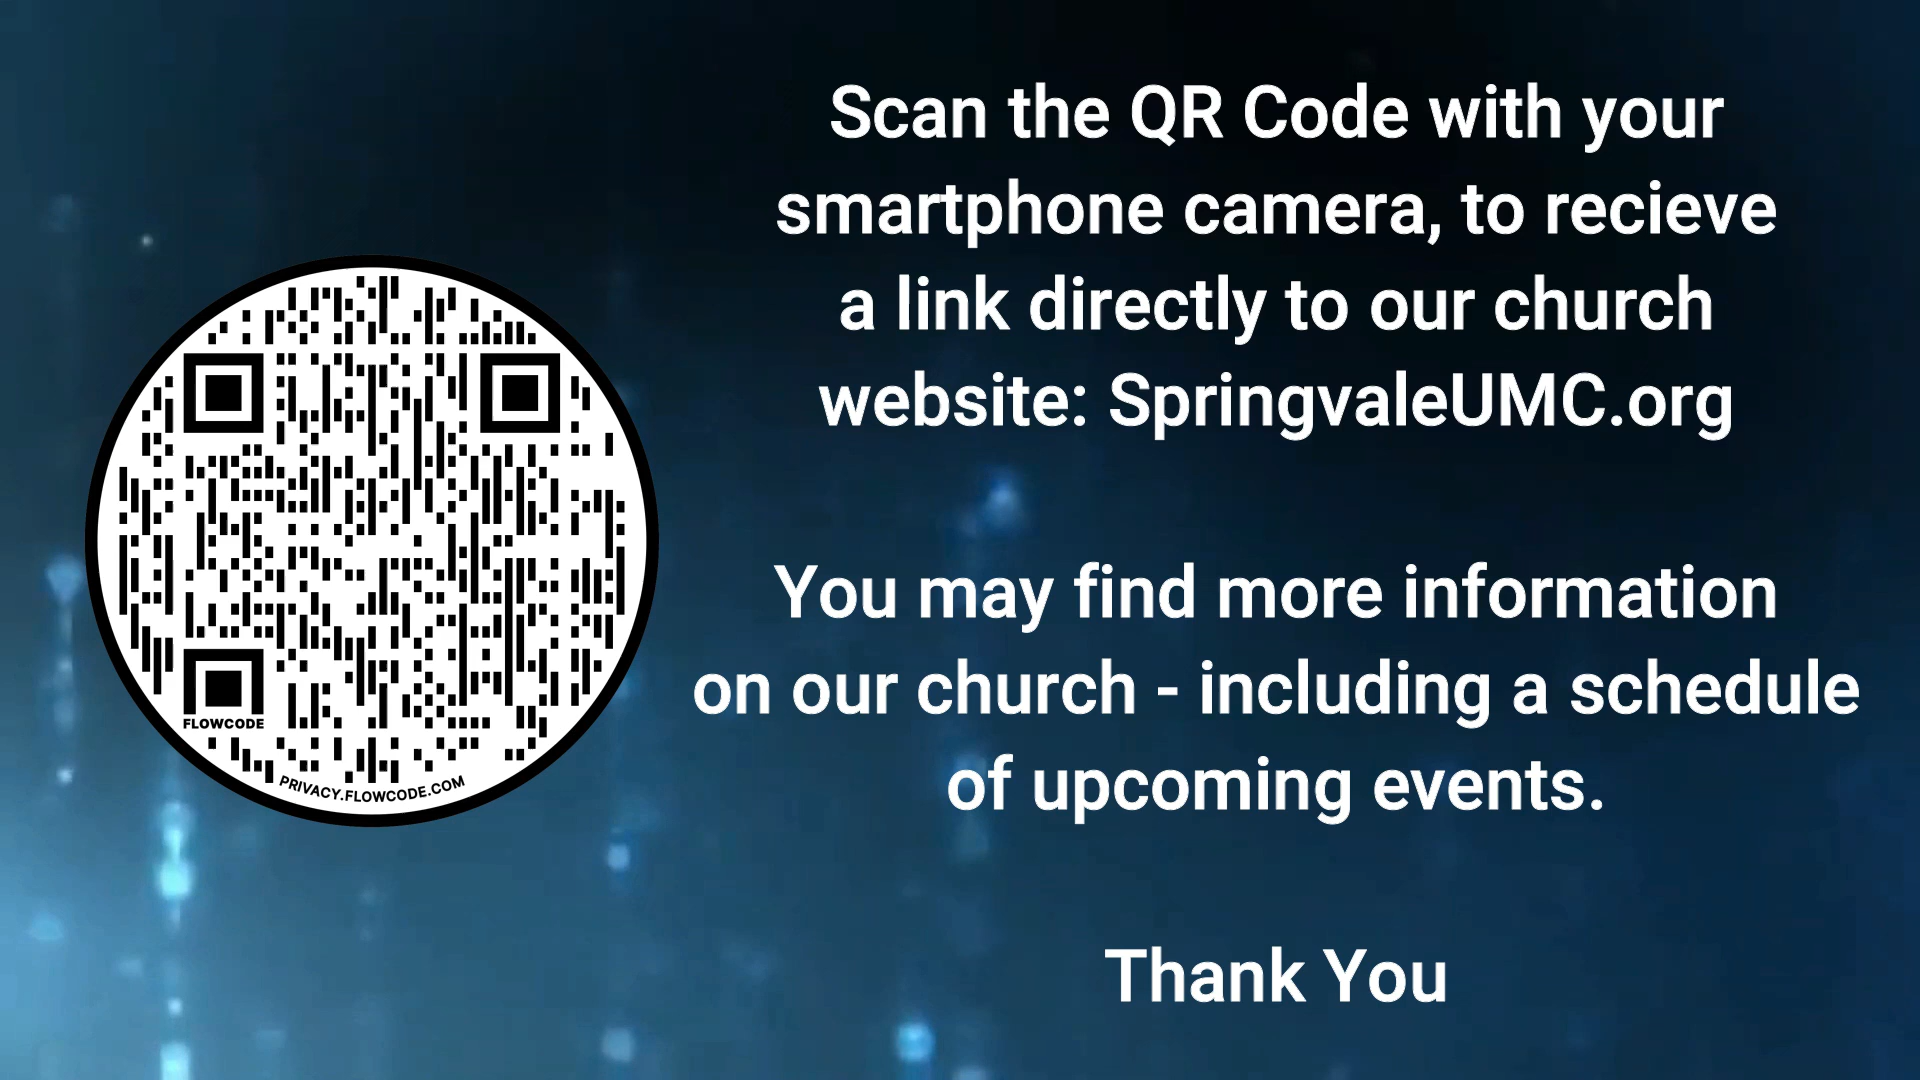 Scan the QR Code with your
smartphone camera, to recieve
a link directly to our church
website: SpringvaleUMC.org
You may find more information
on our church - including a schedule
of upcoming events.
Thank You
FLOWCODE
PRIVACY.FLOWCODE.COM